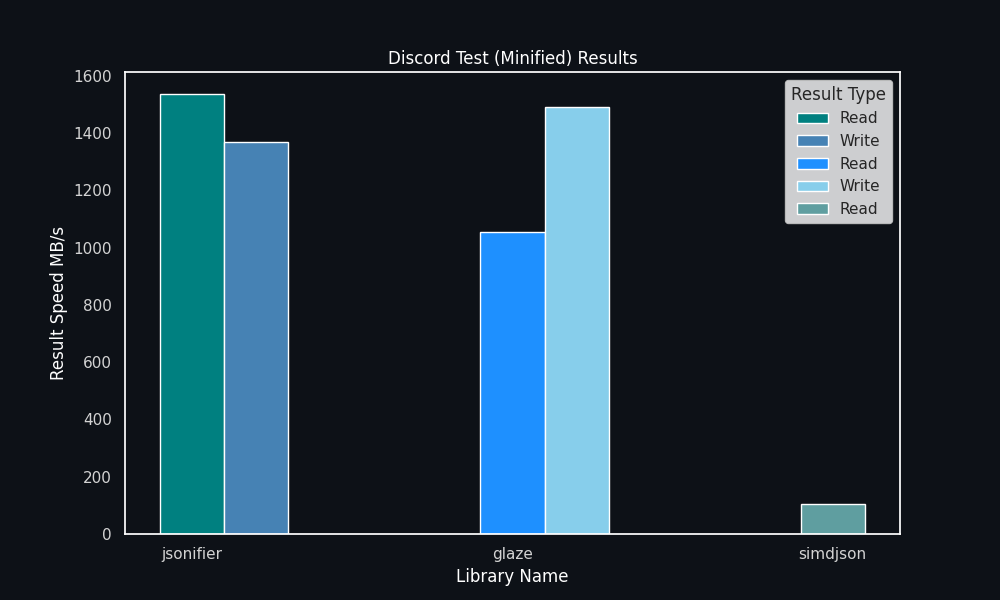 Discord Test (Minified) Results
Result Speed MB/s
1600
1400
1200
1000
800
600
400
200
0
Result Type
Read
Write
Read
Write
Read
jsonifier
glaze
simdjson
Library Name